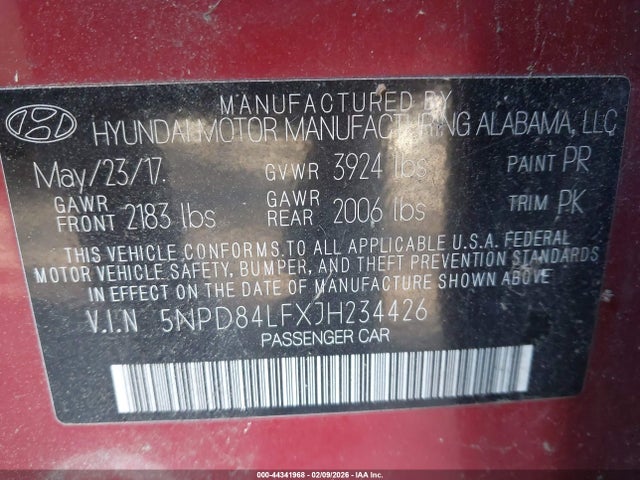 MANUFACTURED BY
HYUNDAI MOTOR MANUFACTURING ALABAMA, LLC
May/23/17 GVWR 3924 lbs PAINT PR
GAWR FRONT 2183 lbs GAWR REAR 2006 lbs TRIM PK
THIS VEHICLE CONFORMS TO ALL APPLICABLE U.S.A. FEDERAL
MOTOR VEHICLE SAFETY, BUMPER, AND THEFT PREVENTION STANDARDS
IN EFFECT ON THE DATE OF MANUFACTURE SHOWN ABOVE.
V.I.N 5NPD84LFXJH234426
PASSENGER CAR
000-44341968 - 02/09/2026 - IAA Inc.